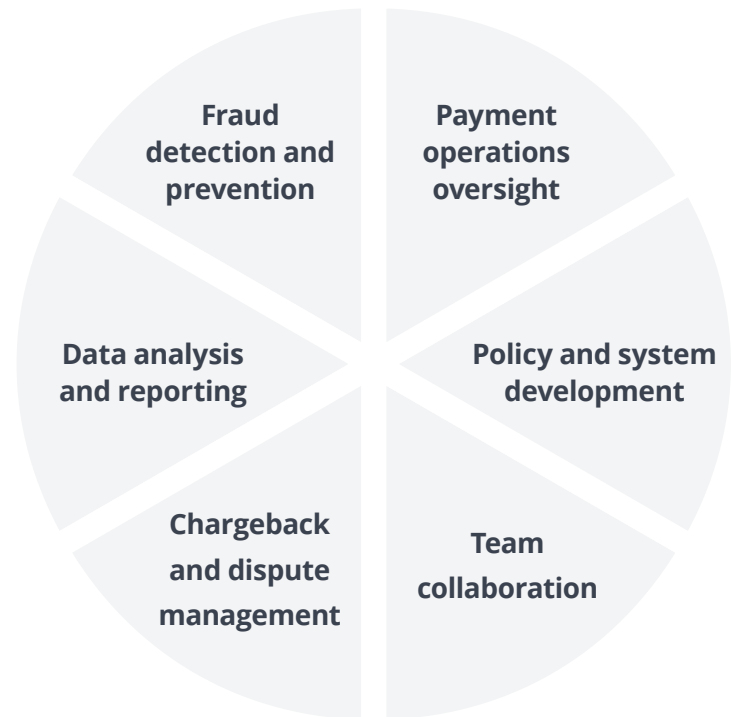 Fraud
detection and
prevention
Payment
operations
oversight
Data analysis
and reporting
Policy and system
development
Chargeback
and dispute
management
Team
collaboration